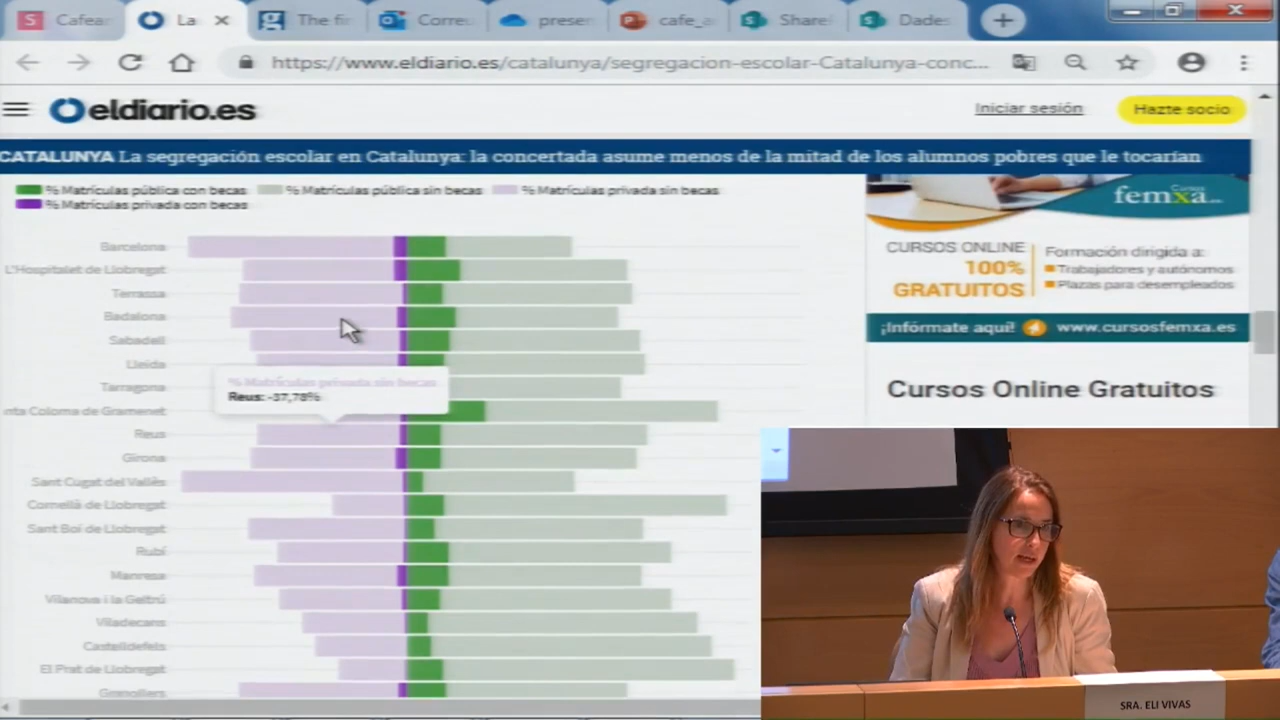 Cafea
La
The fi
Correu
presen
cafe_a
Share
Dades
https://www.eldiario.es/catalunya/segregacion-escolar-Catalunya-conc...
eldiario.es
Iniciar sesión
Hazte socio
CATALUNYA La segregación escolar en Catalunya: la concertada asume menos de la mitad de los alumnos pobres que le tocarían
% Matrículas pública con becas
% Matrículas pública sin becas
% Matrículas privada sin becas
% Matrículas privada con becas
Barcelona
L'Hospitalet de Llobregat
Terrassa
Badalona
Sabadell
Lleida
Tarragona
nta Coloma de Gramenet
Reus
Girona
Sant Cugat del Vallès
Cornellà de Llobregat
Sant Boi de Llobregat
Rubí
Manresa
Vilanova i la Geltrú
Viladecans
Castelldefels
El Prat de Llobregat
Granollers
% Matrículas privada sin becas
Reus: -37,78%
Cursos
femxa.es
CURSOS ONLINE
100%
GRATUITOS
Formación dirigida a:
Trabajadores y autónomos
Plazas para desempleados
¡Infórmate aquí!
www.cursosfemxa.es
Cursos Online Gratuitos
SRA. ELI VIVAS